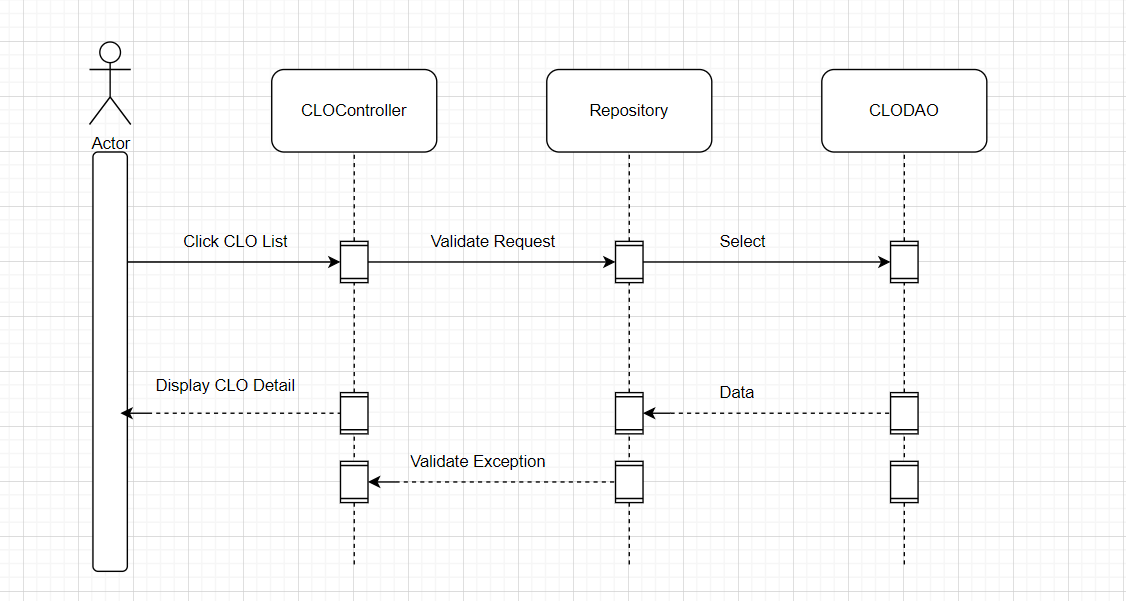 Actor
CLOController
Repository
CLODAO
Click CLO List
Validate Request
Select
Display CLO Detail
Data
Validate Exception